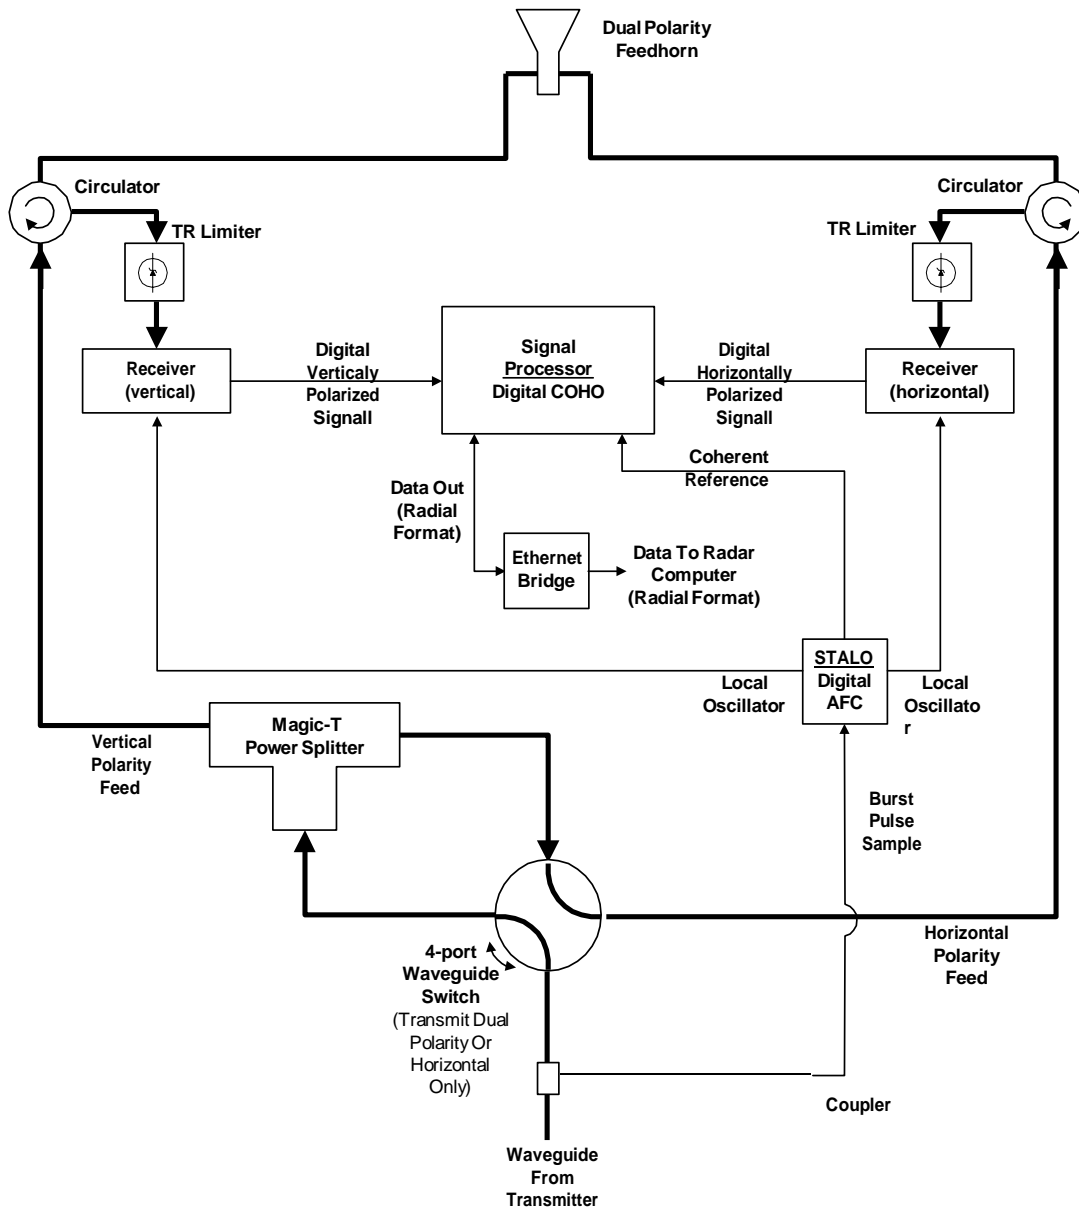 Dual Polarity
Feedhorn
Circulator
Circulator
TR Limiter
TR Limiter
Receiver
(vertical)
Digital
Verticaly
Polarized
Signall
Signal
Processor
Digital COHO
Digital
Horizontally
Polarized
Signall
Receiver
(horizontal)
Coherent
Reference
Data Out
(Radial
Format)
Ethernet
Bridge
Data To Radar
Computer
(Radial Format)
STALO
Digital
AFC
Local
Oscillator
Local
Oscillato
r
Magic-T
Power Splitter
Vertical
Polarity
Feed
Burst
Pulse
Sample
4-port
Waveguide
Switch
(Transmit Dual
Polarity Or
Horizontal
Only)
Horizontal
Polarity
Feed
Coupler
Waveguide
From
Transmitter